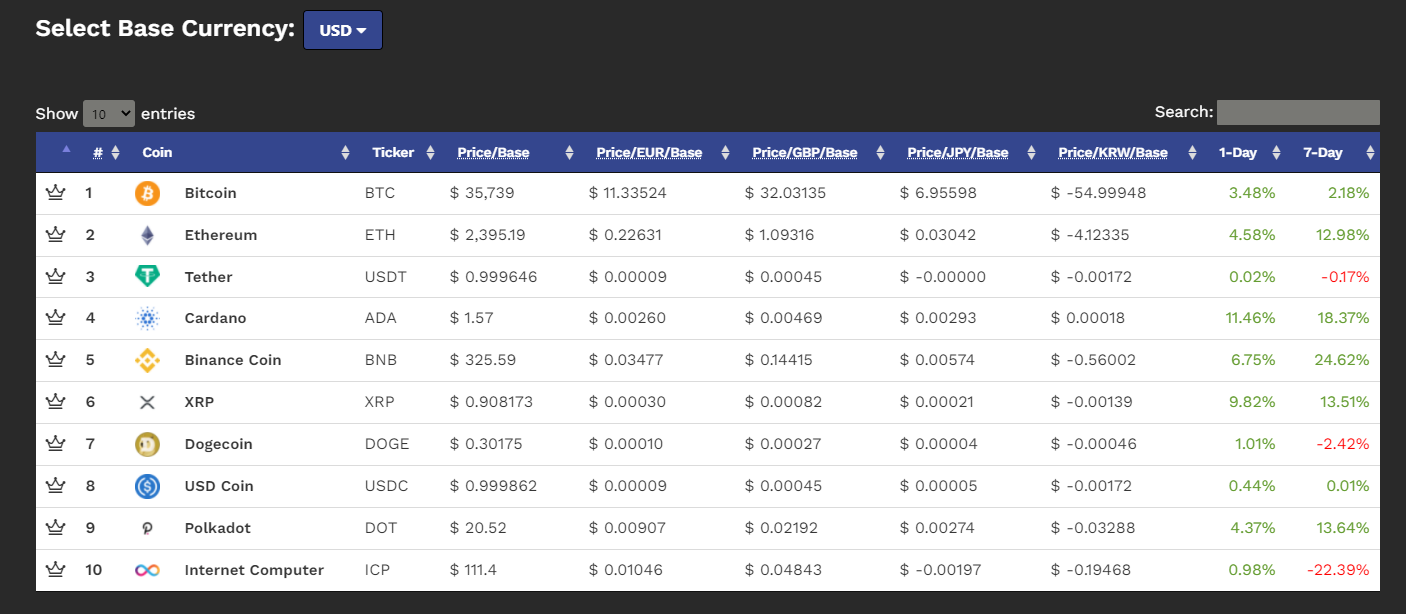 Select Base Currency: USD
Show 10 entries Search:
# Coin Ticker Price/Base Price/EUR/Base Price/GBP/Base Price/JPY/Base Price/KRW/Base 1-Day 7-Day
1 Bitcoin BTC $ 35,739 $ 11.33524 $ 32.03135 $ 6.95598 $ -54.99948 3.48% 2.18%
2 Ethereum ETH $ 2,395.19 $ 0.22631 $ 1.09316 $ 0.03042 $ -4.12335 4.58% 12.98%
3 Tether USDT $ 0.999646 $ 0.00009 $ 0.00045 $ -0.00000 $ -0.00172 0.02% -0.17%
4 Cardano ADA $ 1.57 $ 0.00260 $ 0.00469 $ 0.00293 $ 0.00018 11.46% 18.37%
5 Binance Coin BNB $ 325.59 $ 0.03477 $ 0.14415 $ 0.00574 $ -0.56002 6.75% 24.62%
6 XRP XRP $ 0.908173 $ 0.00030 $ 0.00082 $ 0.00021 $ -0.00139 9.82% 13.51%
7 Dogecoin DOGE $ 0.30175 $ 0.00010 $ 0.00027 $ 0.00004 $ -0.00046 1.01% -2.42%
8 USD Coin USDC $ 0.999862 $ 0.00009 $ 0.00045 $ 0.00005 $ -0.00172 0.44% 0.01%
9 Polkadot DOT $ 20.52 $ 0.00907 $ 0.02192 $ 0.00274 $ -0.03288 4.37% 13.64%
10 Internet Computer ICP $ 111.4 $ 0.01046 $ 0.04843 $ -0.00197 $ -0.19468 0.98% -22.39%